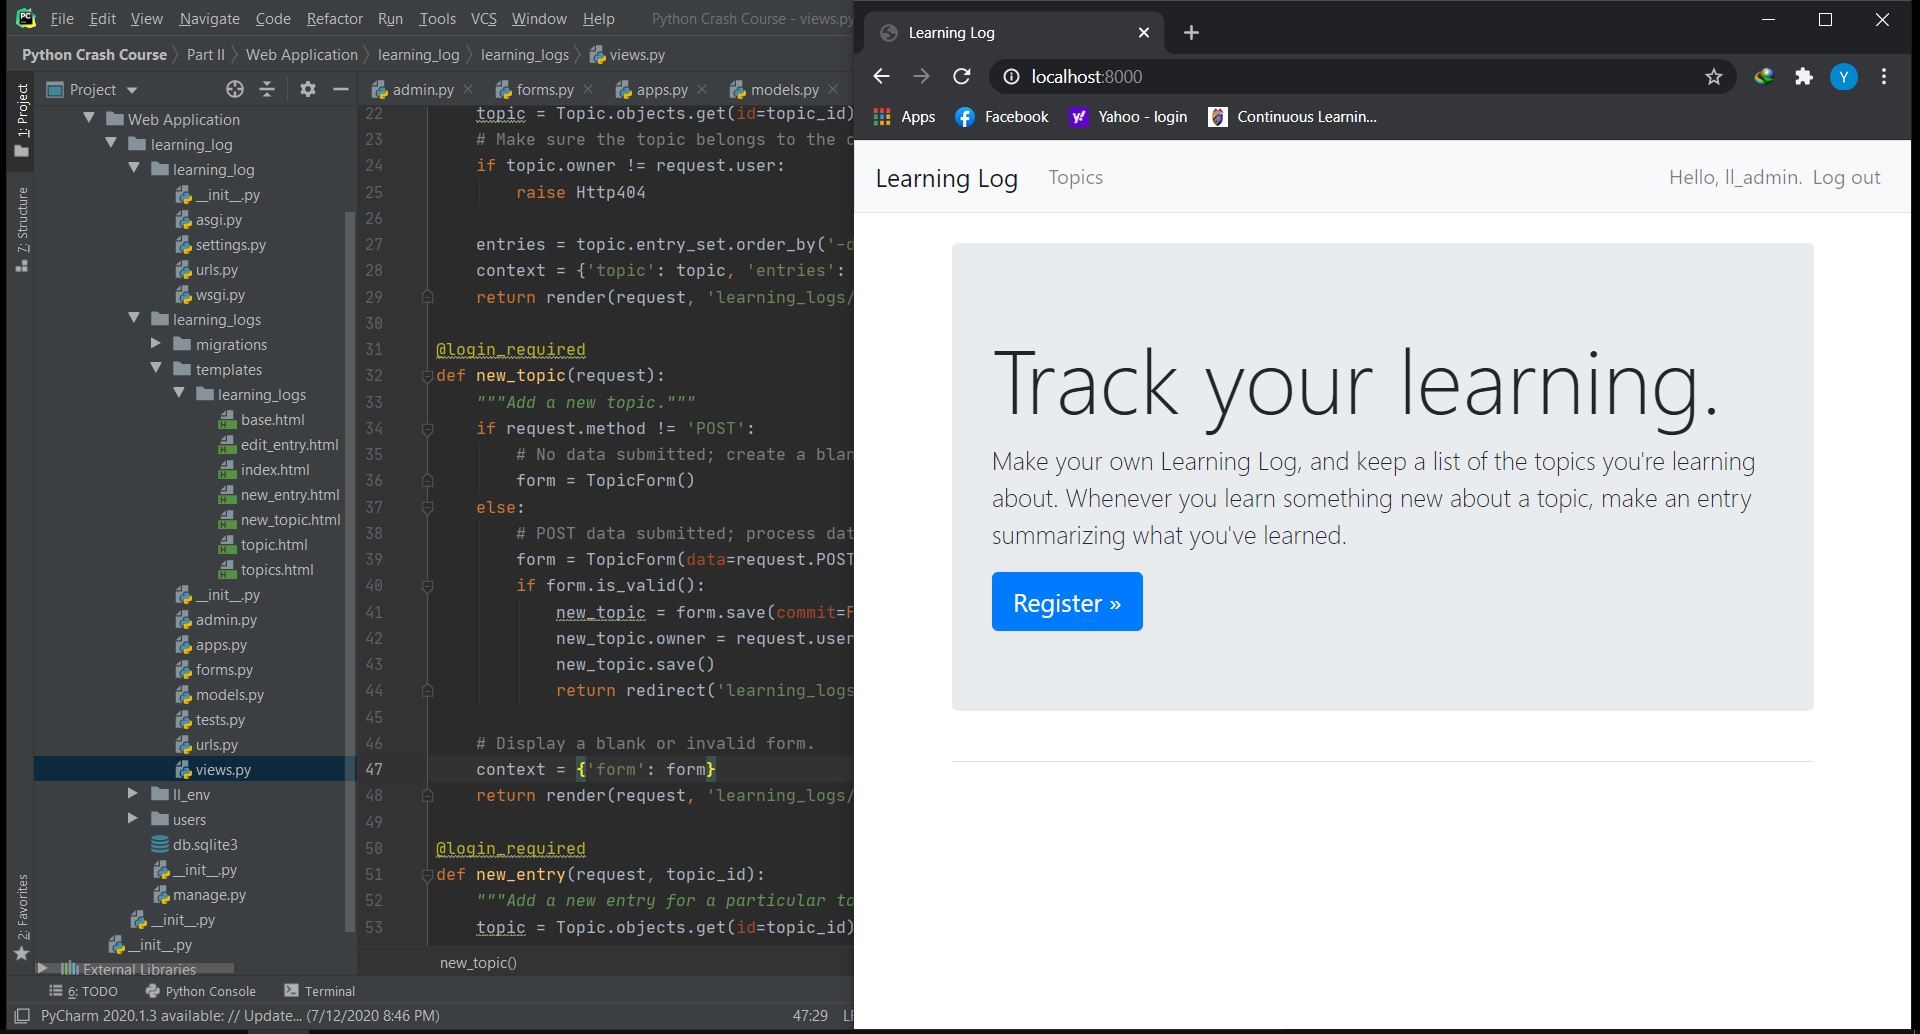 File Edit View Navigate Code Refactor Run Tools VCS Window Help Python Crash Course - views.py
Python Crash Course Part II Web Application learning_log learning_logs views.py
Project
admin.py forms.py apps.py models.py
1: Project
7: Structure
2: Favorites
Web Application
learning_log
learning_log
__init__.py
asgi.py
settings.py
urls.py
wsgi.py
learning_logs
migrations
templates
learning_logs
base.html
edit_entry.html
index.html
new_entry.html
new_topic.html
topic.html
topics.html
__init__.py
admin.py
apps.py
forms.py
models.py
tests.py
urls.py
views.py
ll_env
users
db.sqlite3
__init__.py
manage.py
__init__.py
__init__.py
External Libraries
22 topic = Topic.objects.get(id=topic_id)
23 # Make sure the topic belongs to the c
24 if topic.owner != request.user:
25 raise Http404
26
27 entries = topic.entry_set.order_by('-d
28 context = {'topic': topic, 'entries':
29 return render(request, 'learning_logs/
30
31 @login_required
32 def new_topic(request):
33 """Add a new topic."""
34 if request.method != 'POST':
35 # No data submitted; create a blan
36 form = TopicForm()
37 else:
38 # POST data submitted; process dat
39 form = TopicForm(data=request.POST
40 if form.is_valid():
41 new_topic = form.save(commit=F
42 new_topic.owner = request.user
43 new_topic.save()
44 return redirect('learning_logs
45
46 # Display a blank or invalid form.
47 context = {'form': form}
48 return render(request, 'learning_logs/
49
50 @login_required
51 def new_entry(request, topic_id):
52 """Add a new entry for a particular to
53 topic = Topic.objects.get(id=topic_id)
new_topic()
6: TODO Python Console Terminal
PyCharm 2020.1.3 available: // Update... (7/12/2020 8:46 PM) 47:29
Learning Log
localhost:8000
Y
Apps Facebook Yahoo - login Continuous Learnin...
Learning Log Topics Hello, ll_admin. Log out
Track your learning.
Make your own Learning Log, and keep a list of the topics you're learning
about. Whenever you learn something new about a topic, make an entry
summarizing what you've learned.
Register »